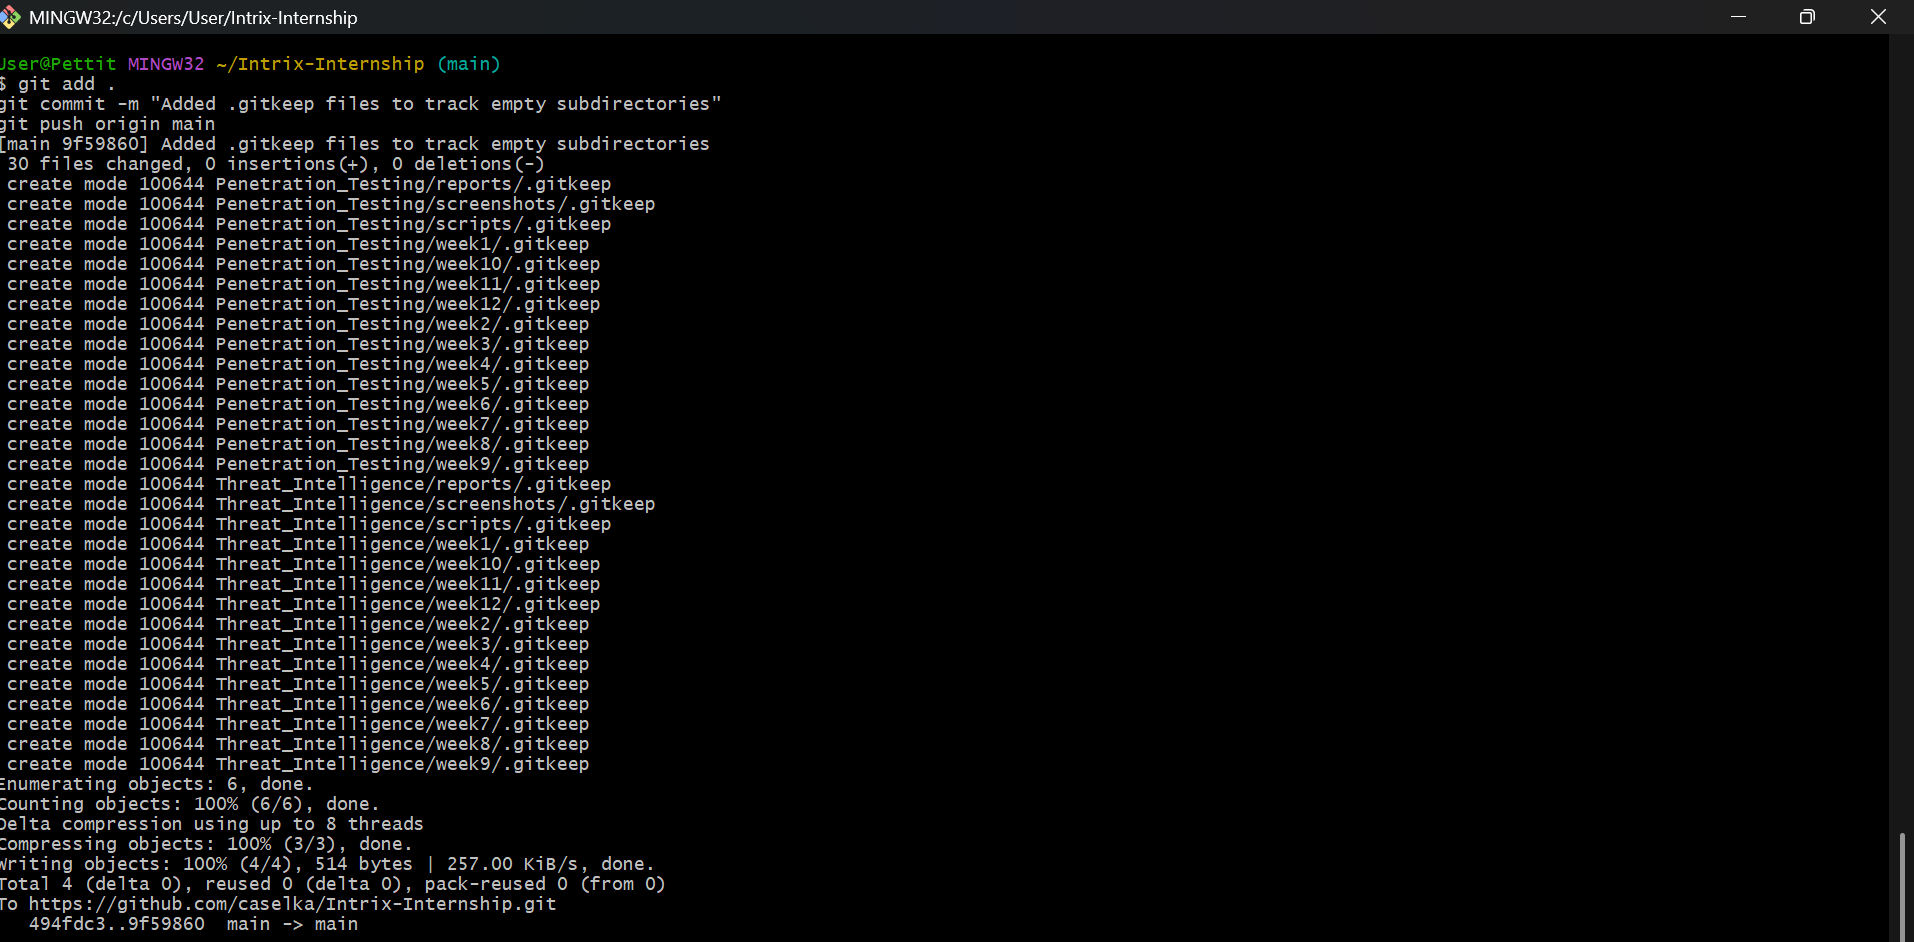 MINGW32:/c/Users/User/Intrix-Internship
User@Pettit MINGW32 ~/Intrix-Internship (main)
$ git add .
git commit -m "Added .gitkeep files to track empty subdirectories"
git push origin main
[main 9f59860] Added .gitkeep files to track empty subdirectories
 30 files changed, 0 insertions(+), 0 deletions(-)
 create mode 100644 Penetration_Testing/reports/.gitkeep
 create mode 100644 Penetration_Testing/screenshots/.gitkeep
 create mode 100644 Penetration_Testing/scripts/.gitkeep
 create mode 100644 Penetration_Testing/week1/.gitkeep
 create mode 100644 Penetration_Testing/week10/.gitkeep
 create mode 100644 Penetration_Testing/week11/.gitkeep
 create mode 100644 Penetration_Testing/week12/.gitkeep
 create mode 100644 Penetration_Testing/week2/.gitkeep
 create mode 100644 Penetration_Testing/week3/.gitkeep
 create mode 100644 Penetration_Testing/week4/.gitkeep
 create mode 100644 Penetration_Testing/week5/.gitkeep
 create mode 100644 Penetration_Testing/week6/.gitkeep
 create mode 100644 Penetration_Testing/week7/.gitkeep
 create mode 100644 Penetration_Testing/week8/.gitkeep
 create mode 100644 Penetration_Testing/week9/.gitkeep
 create mode 100644 Threat_Intelligence/reports/.gitkeep
 create mode 100644 Threat_Intelligence/screenshots/.gitkeep
 create mode 100644 Threat_Intelligence/scripts/.gitkeep
 create mode 100644 Threat_Intelligence/week1/.gitkeep
 create mode 100644 Threat_Intelligence/week10/.gitkeep
 create mode 100644 Threat_Intelligence/week11/.gitkeep
 create mode 100644 Threat_Intelligence/week12/.gitkeep
 create mode 100644 Threat_Intelligence/week2/.gitkeep
 create mode 100644 Threat_Intelligence/week3/.gitkeep
 create mode 100644 Threat_Intelligence/week4/.gitkeep
 create mode 100644 Threat_Intelligence/week5/.gitkeep
 create mode 100644 Threat_Intelligence/week6/.gitkeep
 create mode 100644 Threat_Intelligence/week7/.gitkeep
 create mode 100644 Threat_Intelligence/week8/.gitkeep
 create mode 100644 Threat_Intelligence/week9/.gitkeep
Enumerating objects: 6, done.
Counting objects: 100% (6/6), done.
Delta compression using up to 8 threads
Compressing objects: 100% (3/3), done.
Writing objects: 100% (4/4), 514 bytes | 257.00 KiB/s, done.
Total 4 (delta 0), reused 0 (delta 0), pack-reused 0 (from 0)
To https://github.com/caselka/Intrix-Internship.git
   494fdc3..9f59860  main -> main